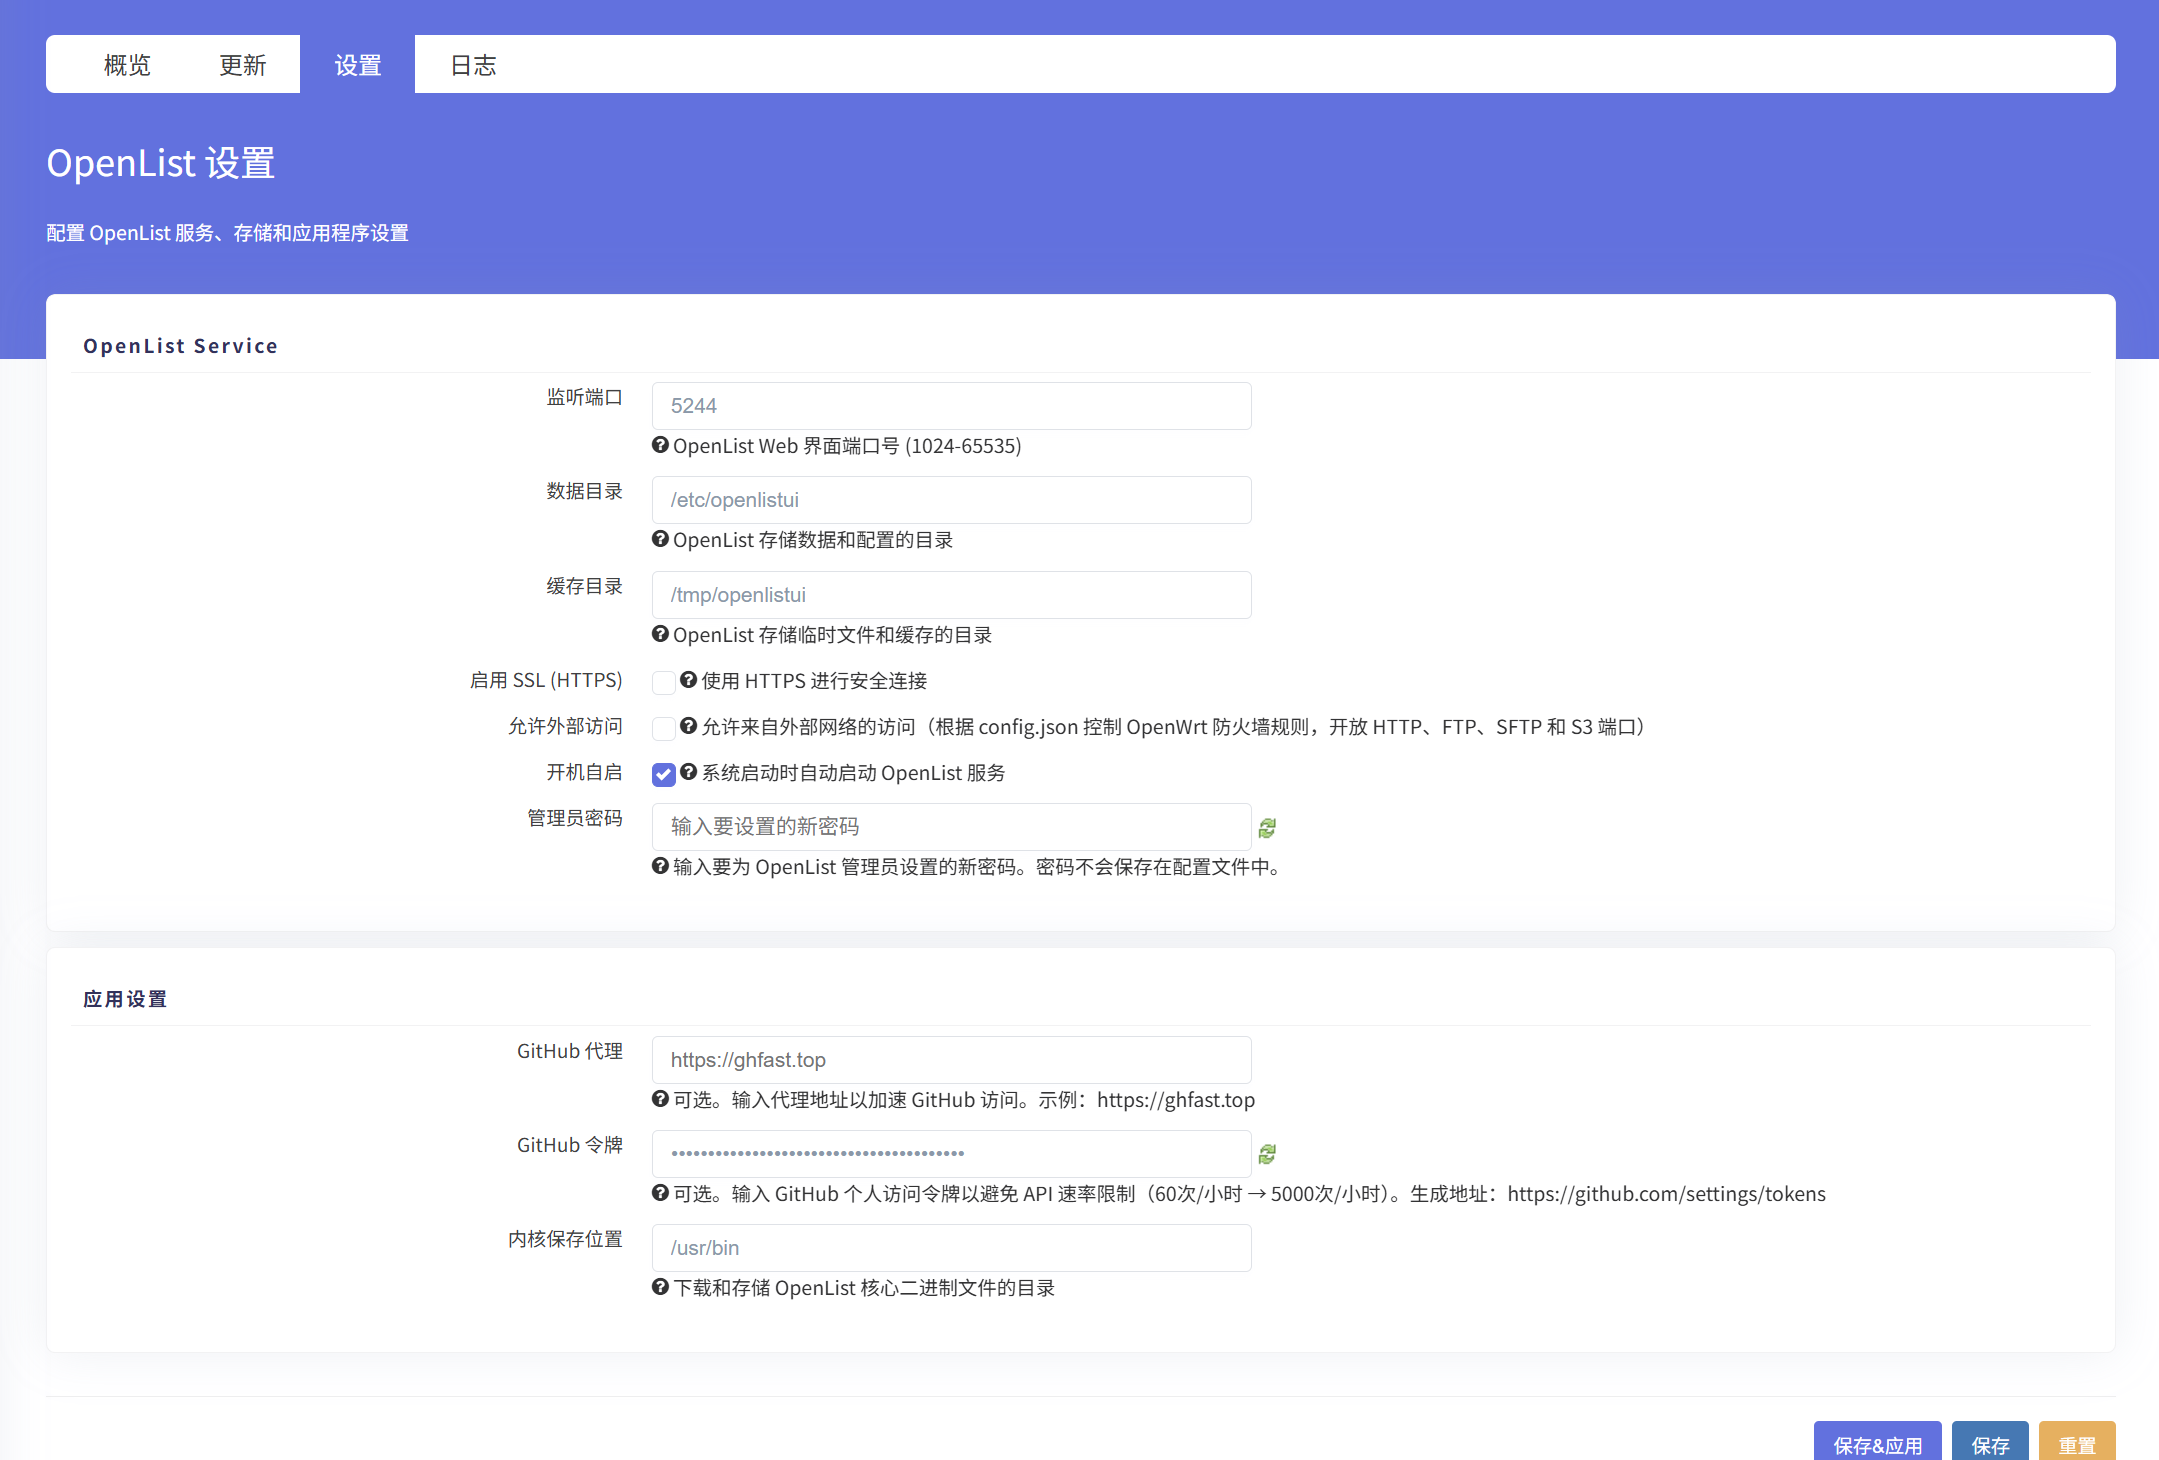 概览 更新 设置 日志
OpenList 设置
配置 OpenList 服务、存储和应用程序设置
OpenList Service
监听端口 5244
OpenList Web 界面端口号 (1024-65535)
数据目录 /etc/openlistui
OpenList 存储数据和配置的目录
缓存目录 /tmp/openlistui
OpenList 存储临时文件和缓存的目录
启用 SSL (HTTPS) 使用 HTTPS 进行安全连接
允许外部访问 允许来自外部网络的访问（根据 config.json 控制 OpenWrt 防火墙规则，开放 HTTP、FTP、SFTP 和 S3 端口）
开机自启 系统启动时自动启动 OpenList 服务
管理员密码 输入要设置的新密码
输入要为 OpenList 管理员设置的新密码。密码不会保存在配置文件中。
应用设置
GitHub 代理 https://ghfast.top
可选。输入代理地址以加速 GitHub 访问。示例：https://ghfast.top
GitHub 令牌 ••••••••••••••••••••••••••••••••••••••••
可选。输入 GitHub 个人访问令牌以避免 API 速率限制（60次/小时 → 5000次/小时）。生成地址：https://github.com/settings/tokens
内核保存位置 /usr/bin
下载和存储 OpenList 核心二进制文件的目录
保存&应用 保存 重置